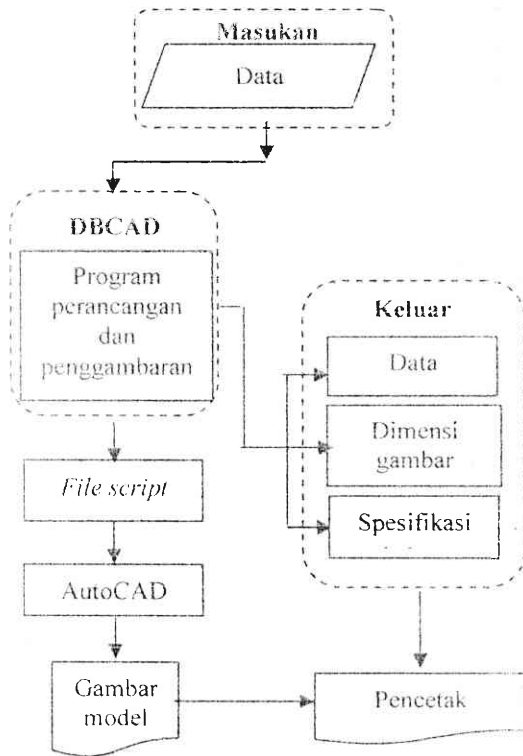 Masukan
Data
DBCAD
Program
perancangan
dan
penggambaran
Keluar
Data
Dimensi
gambar
Spesifikasi
File script
AutoCAD
Gambar
model
Pencetak